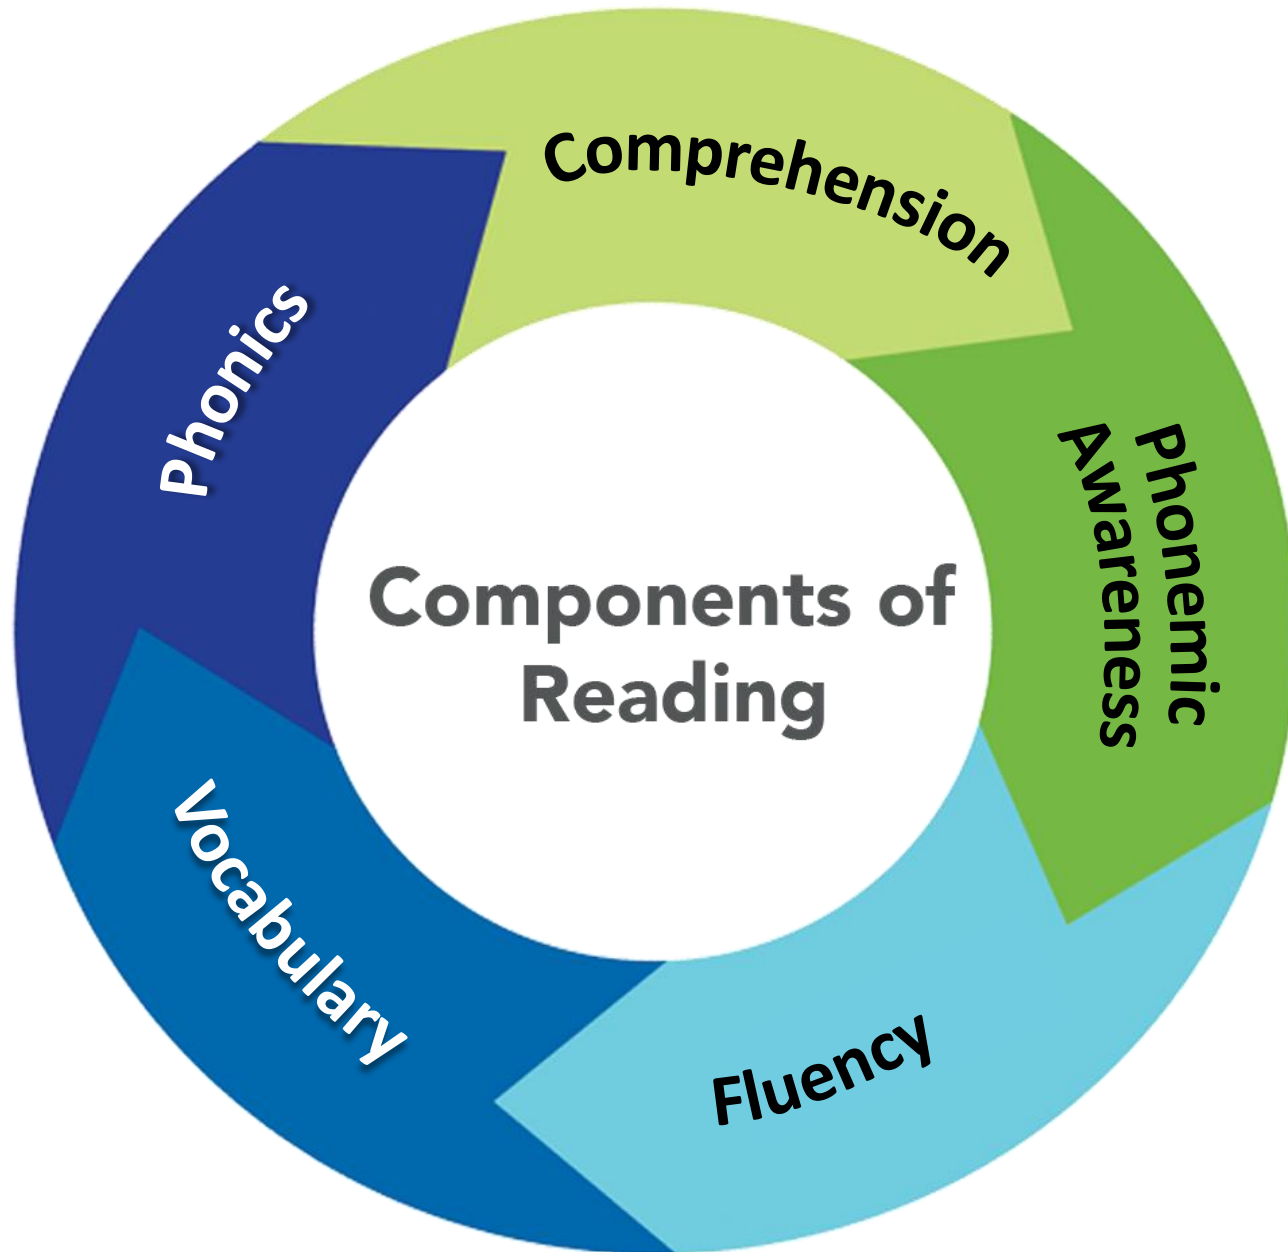 Comprehension
Phonemic
Awareness
Fluency
Vocabulary
Phonics
Components of
Reading